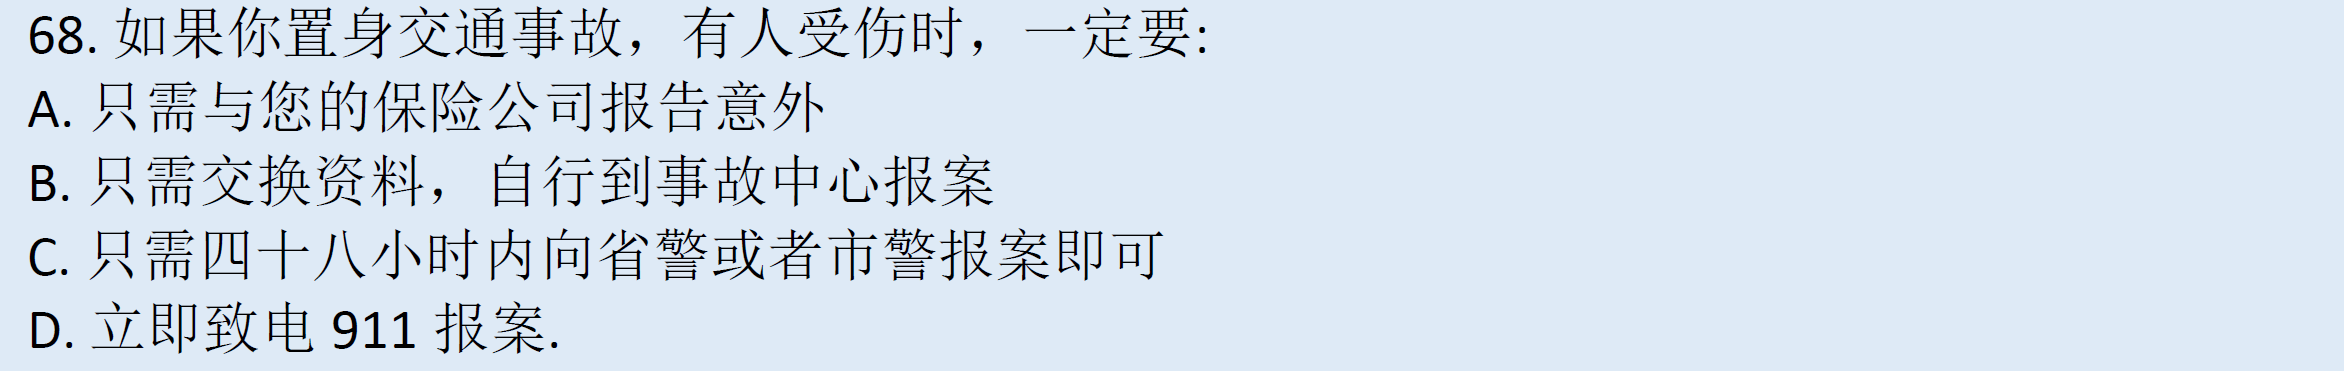 68. 如果你置身交通事故，有人受伤时，一定要:
A. 只需与您的保险公司报告意外
B. 只需交换资料，自行到事故中心报案
C. 只需四十八小时内向省警或者市警报案即可
D. 立即致电 911 报案.